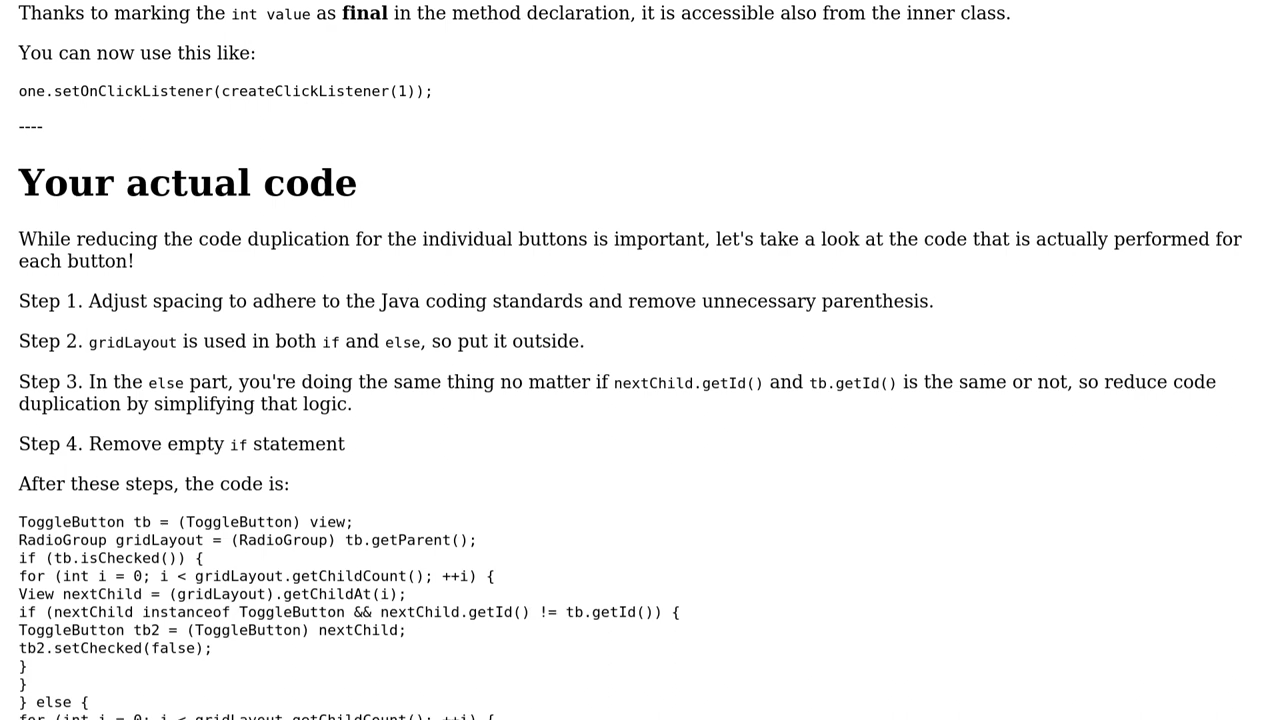 Thanks to marking the int value as final in the method declaration, it is accessible also from the inner class.
You can now use this like:
one.setOnClickListener(createClickListener(1));
----
Your actual code
While reducing the code duplication for the individual buttons is important, let's take a look at the code that is actually performed for
each button!
Step 1. Adjust spacing to adhere to the Java coding standards and remove unnecessary parenthesis.
Step 2. gridLayout is used in both if and else, so put it outside.
Step 3. In the else part, you're doing the same thing no matter if nextChild.getId() and tb.getId() is the same or not, so reduce code
duplication by simplifying that logic.
Step 4. Remove empty if statement
After these steps, the code is:
ToggleButton tb = (ToggleButton) view;
RadioGroup gridLayout = (RadioGroup) tb.getParent();
if (tb.isChecked()) {
for (int i = 0; i < gridLayout.getChildCount(); ++i) {
View nextChild = (gridLayout).getChildAt(i);
if (nextChild instanceof ToggleButton && nextChild.getId() != tb.getId()) {
ToggleButton tb2 = (ToggleButton) nextChild;
tb2.setChecked(false);
}
}
} else {
for (int i = 0; i < gridLayout.getChildCount(); ++i) {